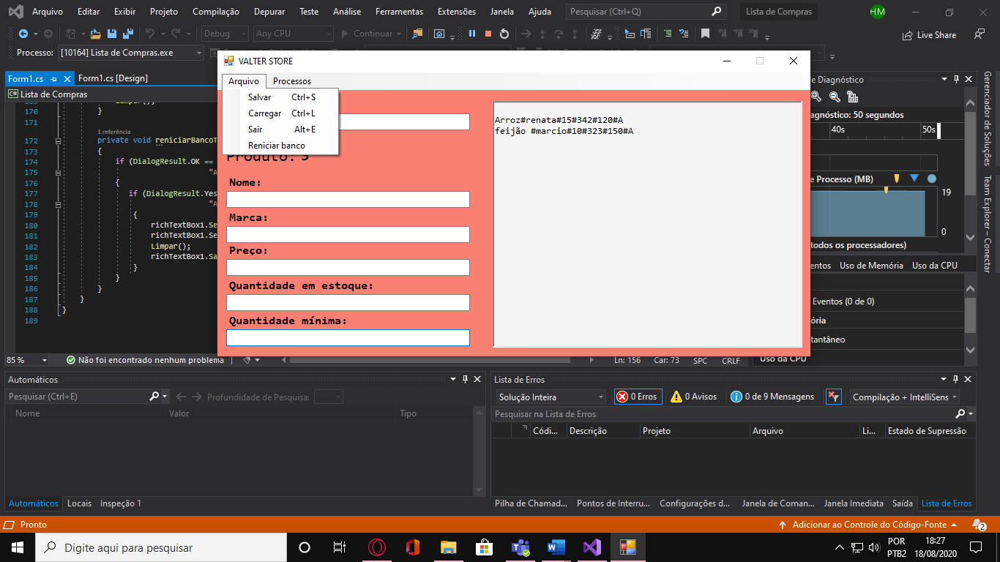 Arquivo Editar Exibir Projeto Compilação Depurar Teste Análise Ferramentas Extensões Janela Ajuda Pesquisar (Ctrl+Q) Lista de Compras HM
Debug Any CPU Continuar Live Share
Processo: [10164] Lista de Compras.exe
Form1.cs Form1.cs [Design]
Lista de Compras
170 }
171
1 referência
172 private void reniciarBancoT
173 {
174 if (DialogResult.OK ==
175 "A
176 {
177 if (DialogResult.Yes
178 "A
179 {
180 richTextBox1.Se
181 richTextBox1.Se
182 Limpar();
183 richTextBox1.Sa
184 }
185 }
186 }
187 }
188 }
189
85 % Não foi encontrado nenhum problema Ln: 156 Car: 73 SPC CRLF
VALTER STORE
Arquivo Processos
Salvar Ctrl+S
Carregar Ctrl+L
Sair Alt+E
Reniciar banco
Produto: 3
Nome:
Marca:
Preço:
Quantidade em estoque:
Quantidade mínima:
Arroz#renata#15#342#120#A
feijão #marcio#10#323#150#A
e Diagnóstico
agnóstico: 50 segundos
40s 50s
e Processo (MB)
19
0
todos os processadores)
entos Uso de Memória Uso da CPU
Eventos (0 de 0)
ória
stantâneo
Uso da CPU
Gerenciador de Soluções
Team Explorer – Conectar
Automáticos
Pesquisar (Ctrl+E) Profundidade de Pesquisa:
Nome Valor Tipo
Automáticos Locais Inspeção 1
Lista de Erros
Solução Inteira 0 Erros 0 Avisos 0 de 9 Mensagens Compilação + IntelliSens
Pesquisar na Lista de Erros
Códi... Descrição Projeto Arquivo Li... Estado de Supressão
Pilha de Chamad... Pontos de Interru... Configurações d... Janela de Coman... Janela Imediata Saída Lista de Erros
Pronto Adicionar ao Controle do Código-Fonte 2
Digite aqui para pesquisar
POR
PTB2
18:27
18/08/2020